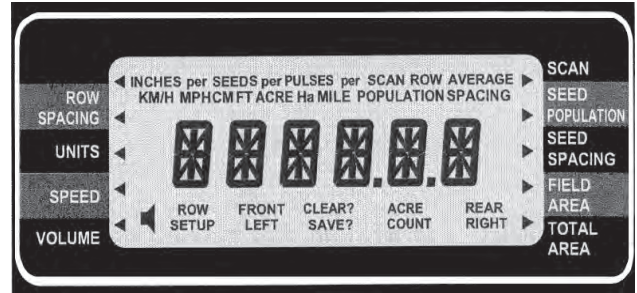 INCHES per SEEDS per PULSES per SCAN ROW AVERAGE
KM/H MPHCM FT ACRE Ha MILE POPULATION SPACING
ROW
SPACING
UNITS
SPEED
VOLUME
ROW FRONT CLEAR? ACRE REAR
SETUP LEFT SAVE? COUNT RIGHT
SCAN
SEED
POPULATION
SEED
SPACING
FIELD
AREA
TOTAL
AREA